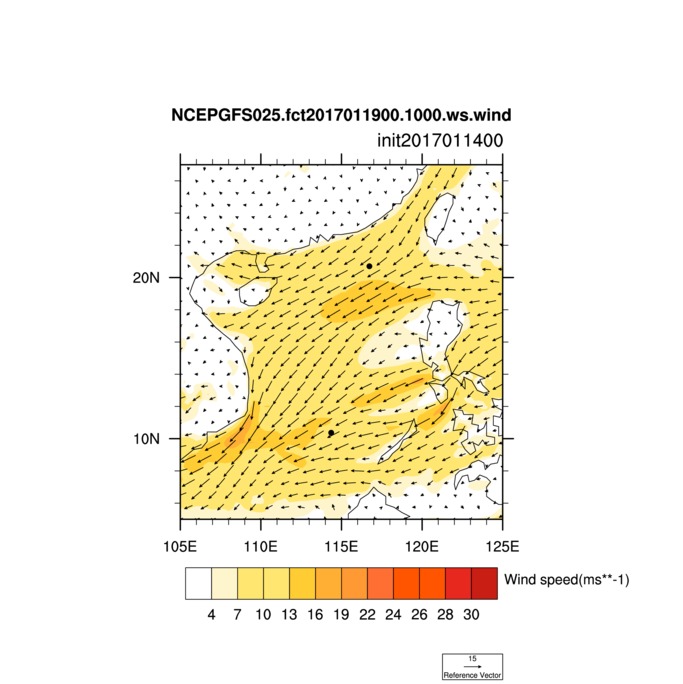 NCEPGFS025.fct2017011900.1000.ws.wind
init2017011400
20N
10N
105E 110E 115E 120E 125E
Wind speed(ms**-1)
4 7 10 13 16 19 22 24 26 28 30
15
Reference Vector